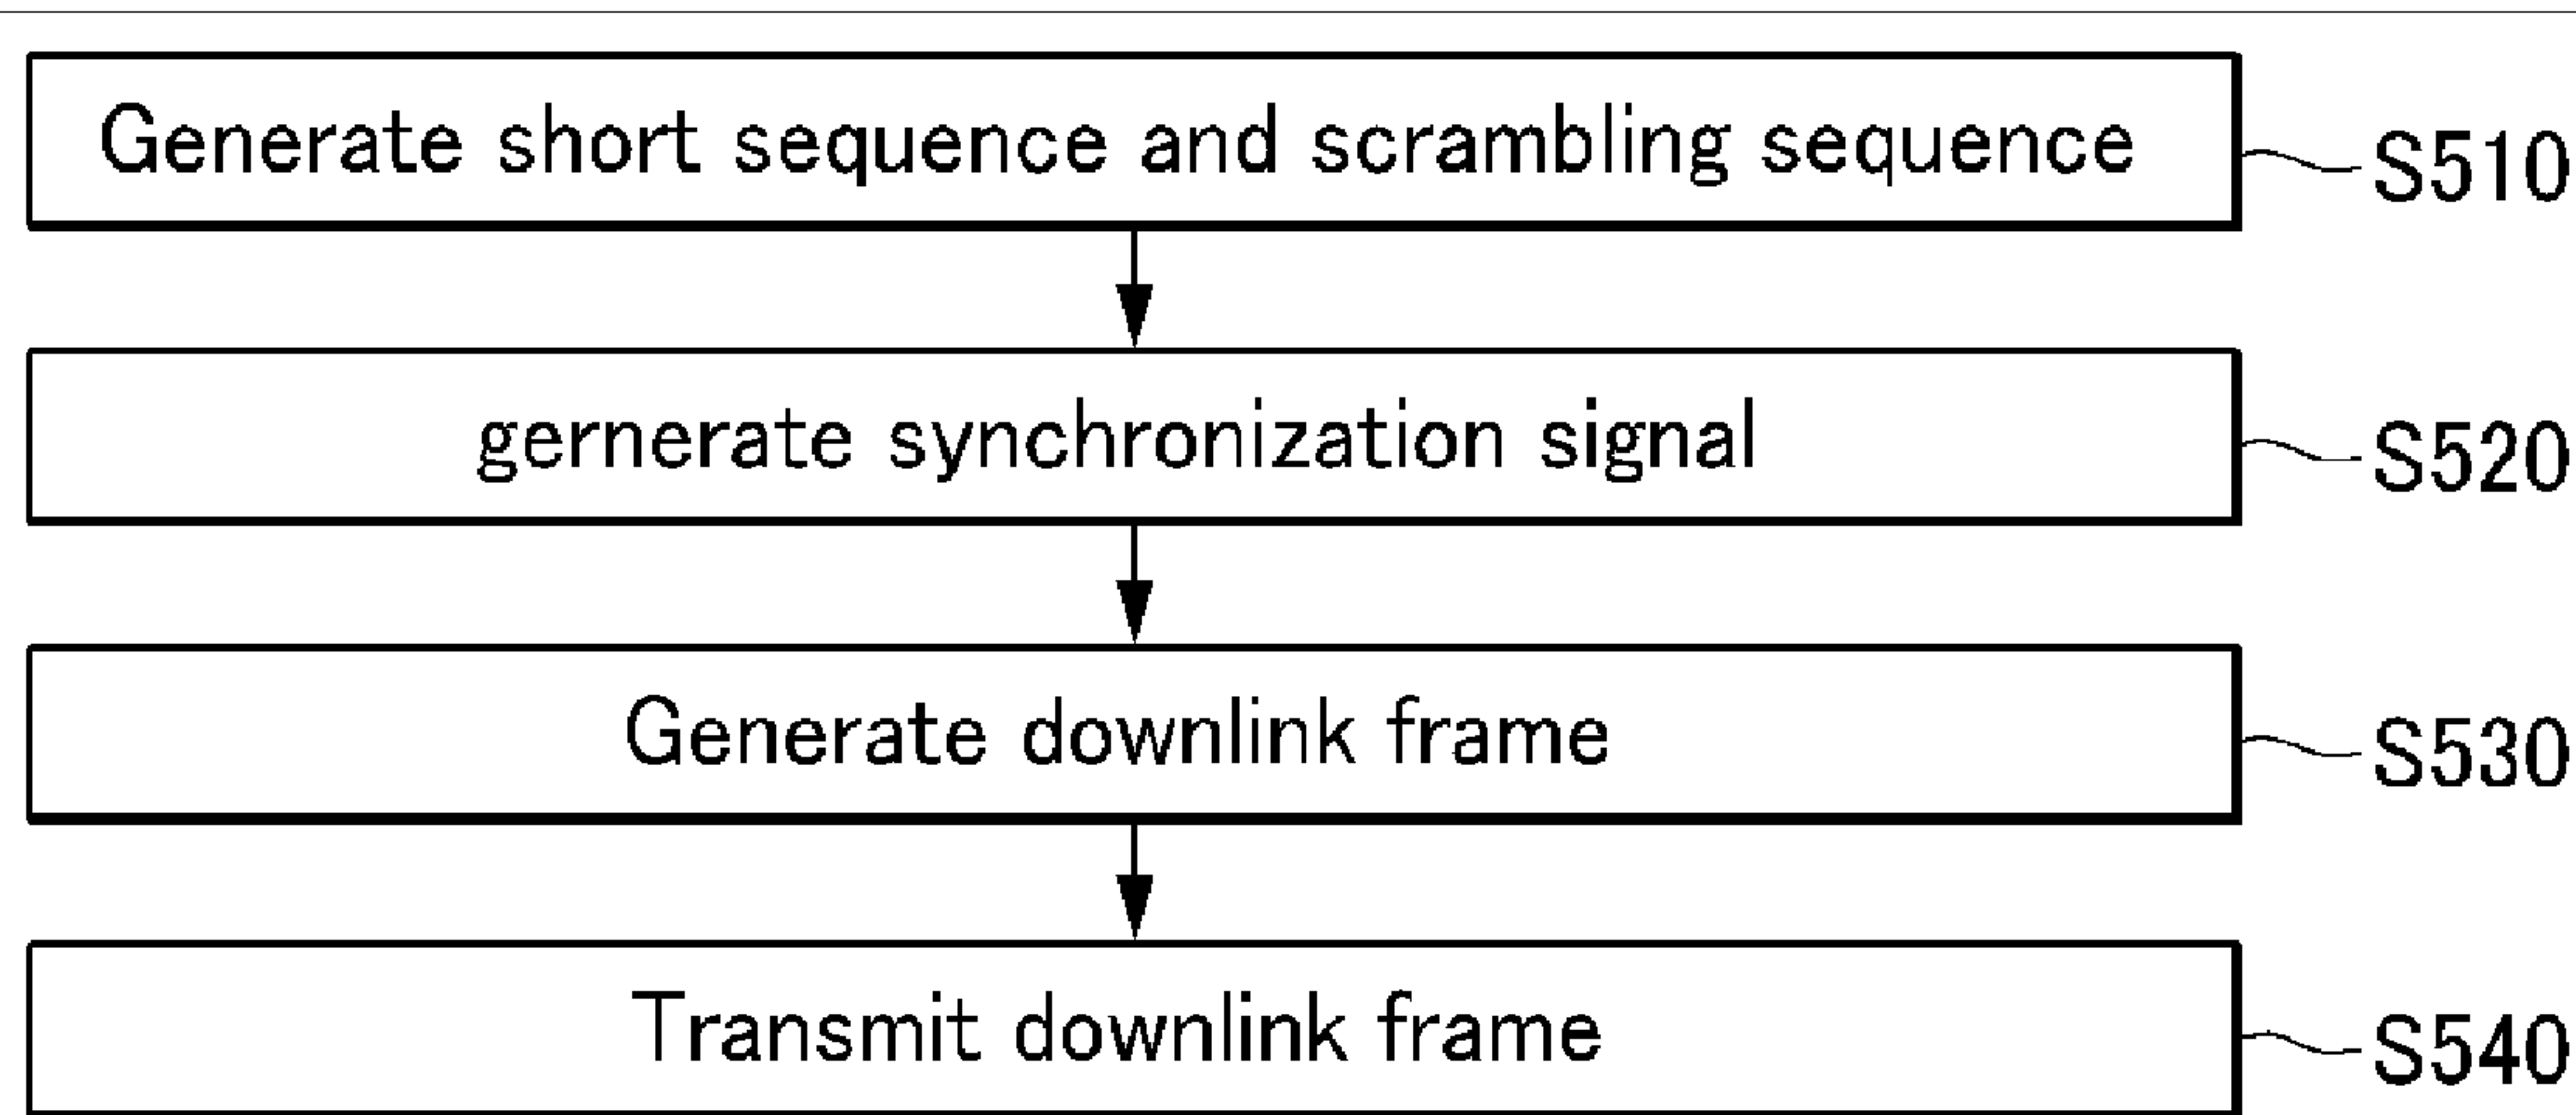 Generate short sequence and scrambling sequence
S510
gernerate synchronization signal
S520
Generate downlink frame
S530
Transmit downlink frame
S540